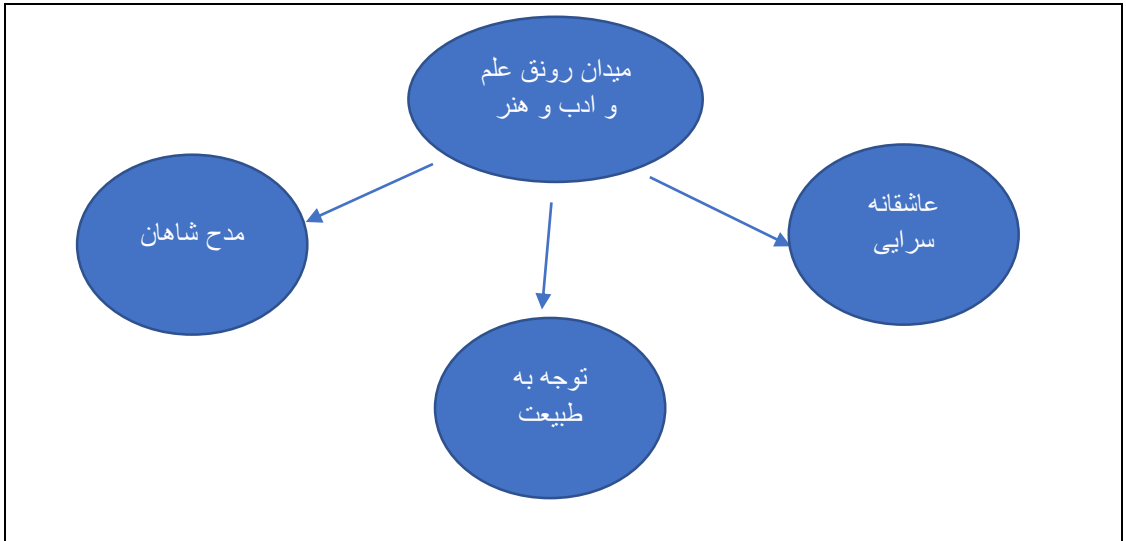 میدان رونق علم
و ادب و هنر
عاشقانه
سرایی
مدح شاهان
توجه به
طبیعت